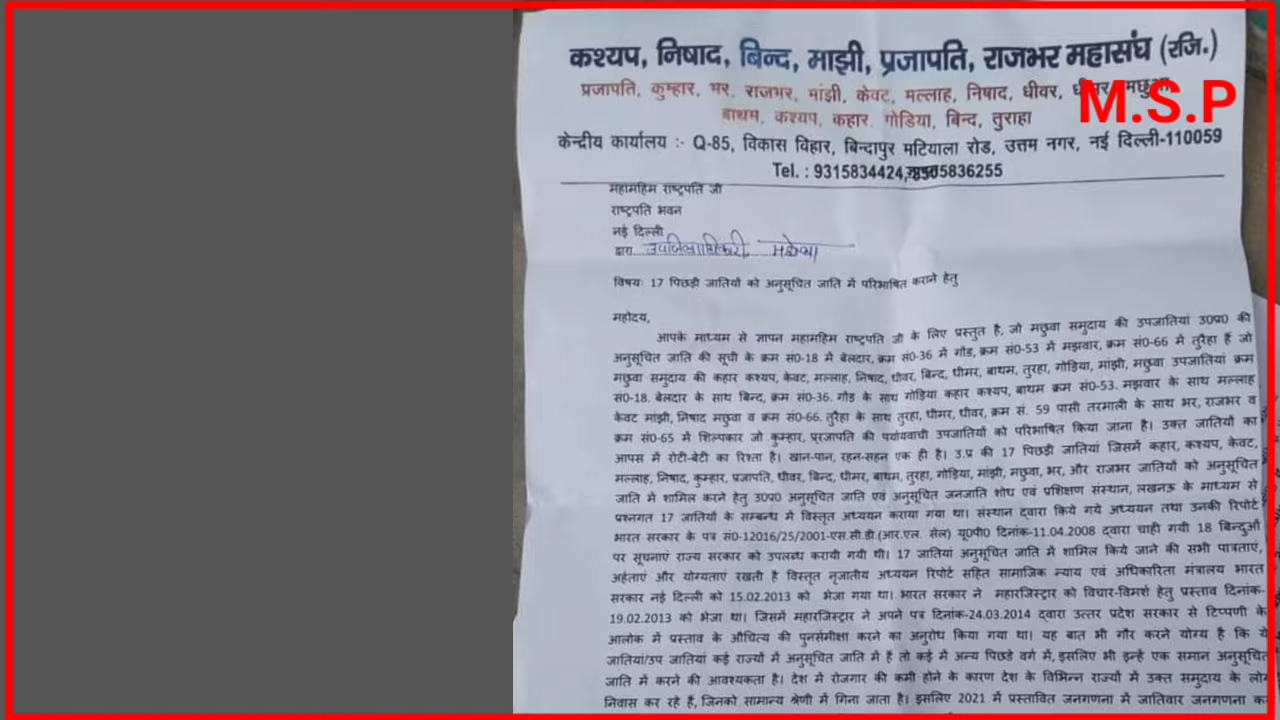 कश्यप, निषाद, बिन्द, माझी, प्रजापति, राजभर महासंघ (रजि.)
प्रजापति, कुम्हार, भर, राजभर, मांझी, केवट, मल्लाह, निषाद, धीवर,
M.S.P
बाथम, कश्यप, कहार, गोडिया, बिन्द, तुराहा
केन्द्रीय कार्यालय :- Q-85, विकास विहार, बिन्दापुर मटियाला रोड, उत्तम नगर, नई दिल्ली-110059
Tel. : 9315834424,
महामहिम राष्ट्रपति जी
राष्ट्रपति भवन
नई दिल्ली
द्वारा.... उपजिलाधिकारी
विषयः 17 पिछडी जातियों को अनुसूचित जाति में परिभाषित कराने हेतु
महोदय,
आपके माध्यम से ज्ञापन महामहिम राष्ट्रपति जी के लिए प्रस्तुत है, जो मछुवा समुदाय की उपजातियां उ0प्र0 की
अनुसूचित जाति की सूची के क्रम सं0-18 में बेलदार, क्रम सं0-36 में गोंड, क्रम सं0-53 में मझवार, क्रम सं0-66 में तुरैहा हैं जो
मछुवा समुदाय की कहार कश्यप, केवट, मल्लाह, निषाद, धीवर, बिन्द, धीमर, बाथम, तुरहा, गोड़िया, मांझी, मछुवा उपजातियां क्रम
सं0-18. बेलदार के साथ बिन्द, क्रम सं0-36. गौड के साथ गोड़िया कहार कश्यप, बाथम क्रम सं0-53. मझवार के साथ मल्लाह
केवट मांझी, निषाद मछुवा व क्रम सं0-66. तुरैहा के साथ तुरहा, धीमर, धीवर, क्रम सं. 59 पासी तरमाली के साथ भर, राजभर व
क्रम सं0-65 में शिल्पकार जो कुम्हार, प्ररजापति की पर्यायवाची उपजातियों को परिभाषित किया जाना है। उक्त जातियों का
आपस में रोटी-बेटी का रिश्ता है। खान-पान, रहन-सहन एक ही है। उ.प्र की 17 पिछडी जातियां जिसमें कहार, कश्यप, केवट,
मल्लाह, निषाद, कुम्हार, प्रजापति, धीवर, बिन्द, धीमर, बाथम, तुरहा, गोड़िया, मांझी, मछुवा, भर, और राजभर जातियों को अनुसूचित
जाति में शामिल करने हेतु उ0प्र0 अनुसूचित जाति एवं अनुसूचित जनजाति शोध एवं प्रशिक्षण संस्थान, लखनऊ के माध्यम से
प्रश्नगत 17 जातियों के सम्बन्ध में विस्तृत अध्ययन कराया गया था। संस्थान द्वारा किये गये अध्ययन तथा उनकी रिपोर्ट
भारत सरकार के पत्र सं0-12016/25/2001-एस.सी.डी.(आर.एल. सेल) यू0पी0 दिनांक-11.04.2008 द्वारा चाही गयी 18 बिन्दुओं
पर सूचनाएं राज्य सरकार को उपलब्ध करायी गयी थी। 17 जातियां अनुसूचित जाति में शामिल किये जाने की सभी पात्रताएं,
अर्हताएं और योग्यताएं रखती है विस्तृत नृजातीय अध्ययन रिपोर्ट सहित सामाजिक न्याय एवं अधिकारिता मंत्रालय भारत
सरकार नई दिल्ली को 15.02.2013 को भेजा गया था। भारत सरकार ने महारजिस्ट्रार को विचार-विमर्श हेतु प्रस्ताव दिनांक-
19.02.2013 को भेजा था। जिसमें महारजिस्ट्रार ने अपने पत्र दिनांक-24.03.2014 द्वारा उत्तर प्रदेश सरकार से टिप्पणी के
आलोक में प्रस्ताव के औचित्य की पुनर्समीक्षा करने का अनुरोध किया गया था। यह बात भी गौर करने योग्य है कि ये
जातियां/उप जातियां कई राज्यों में अनुसूचित जाति में हैं तो कई में अन्य पिछडे वर्ग में, इसलिए भी इन्हें एक समान अनुसूचित
जाति में करने की आवश्यकता है। देश में रोजगार की कमी होने के कारण देश के विभिन्न राज्यों में उक्त समुदाय के लोग
निवास कर रहे हैं, जिनको सामान्य श्रेणी में गिना जाता है। इसलिए 2021 में प्रस्तावित जनगणना में जातिवार जनगणना